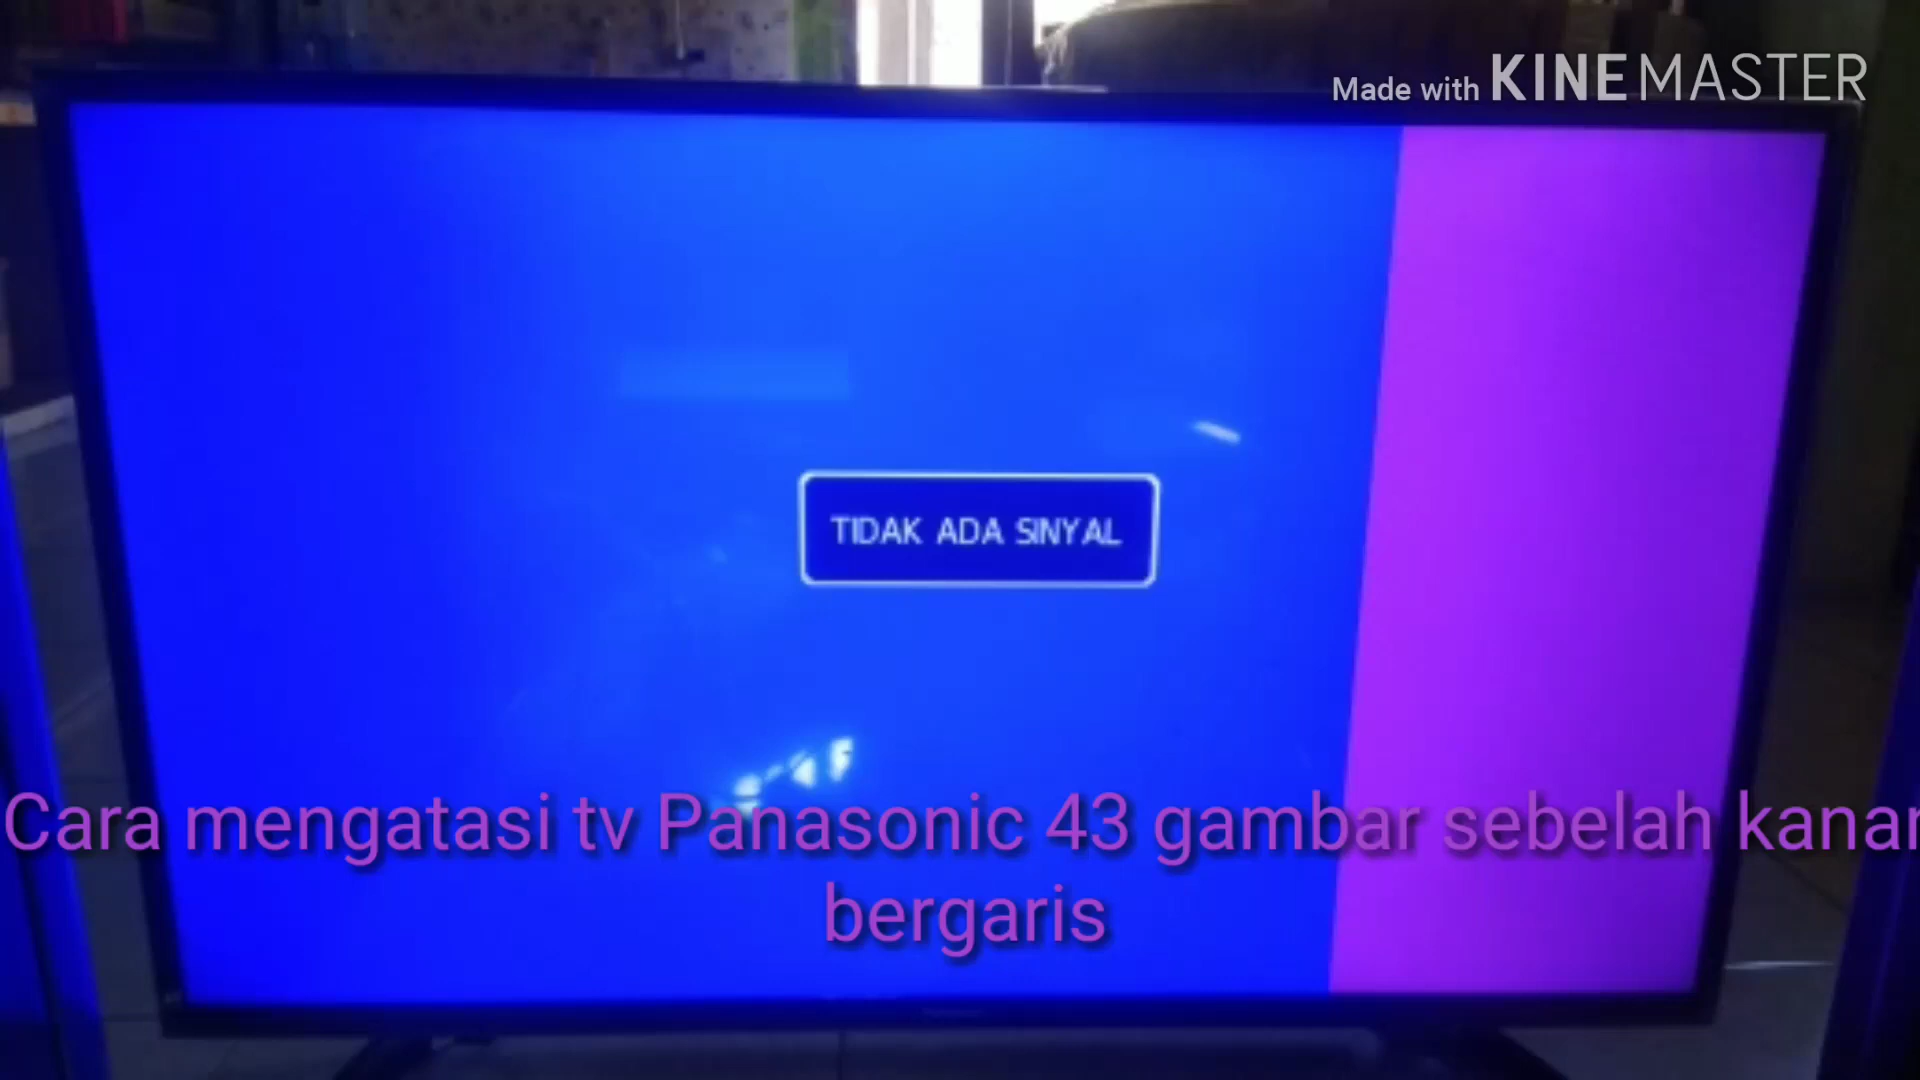 Made with KINEMASTER
TIDAK ADA SINYAL
Cara mengatasi tv Panasonic 43 gambar sebelah kanan
bergaris